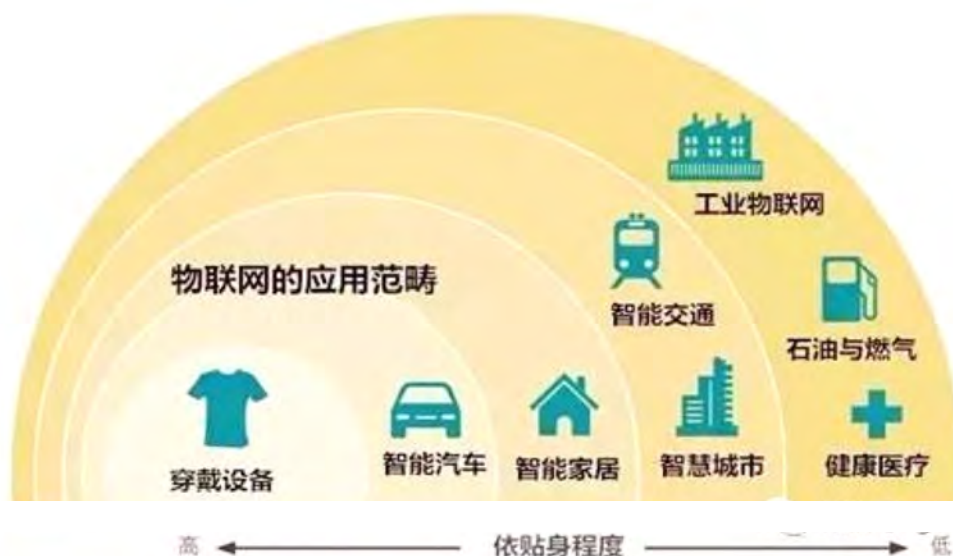 工业物联网
物联网的应用范畴
智能交通
石油与燃气
穿戴设备
智能汽车
智能家居
智慧城市
健康医疗
高 依贴身程度 低